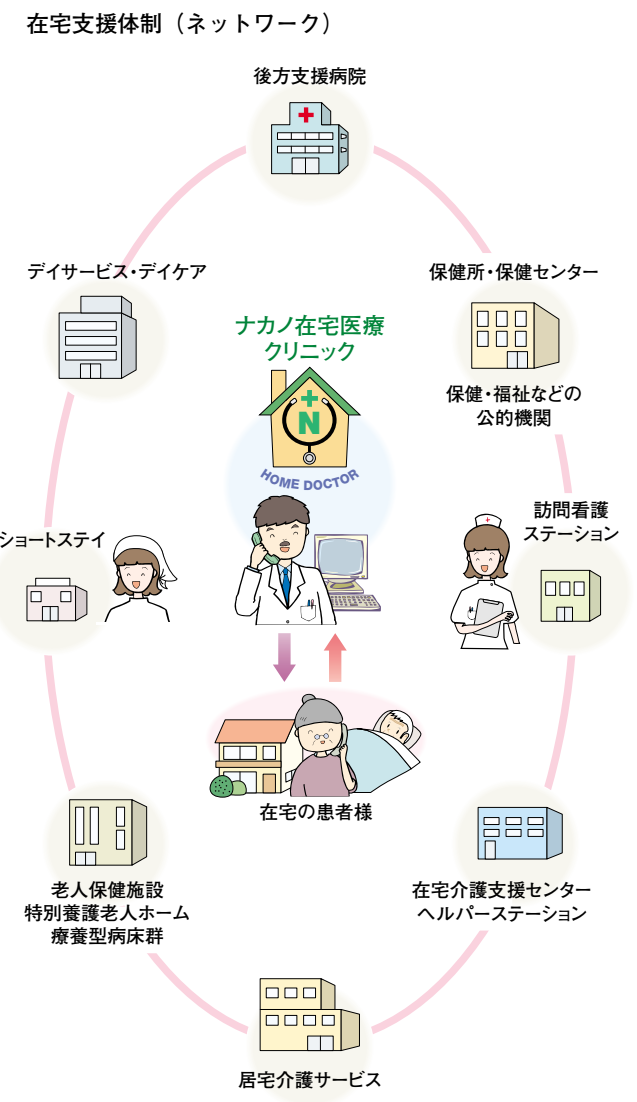 在宅支援体制（ネットワーク）
後方支援病院
デイサービス・デイケア
保健所・保健センター
保健・福祉などの
公的機関
ナカノ在宅医療
クリニック
N
HOME DOCTOR
ショートステイ
訪問看護
ステーション
在宅の患者様
老人保健施設
特別養護老人ホーム
療養型病床群
在宅介護支援センター
ヘルパーステーション
居宅介護サービス